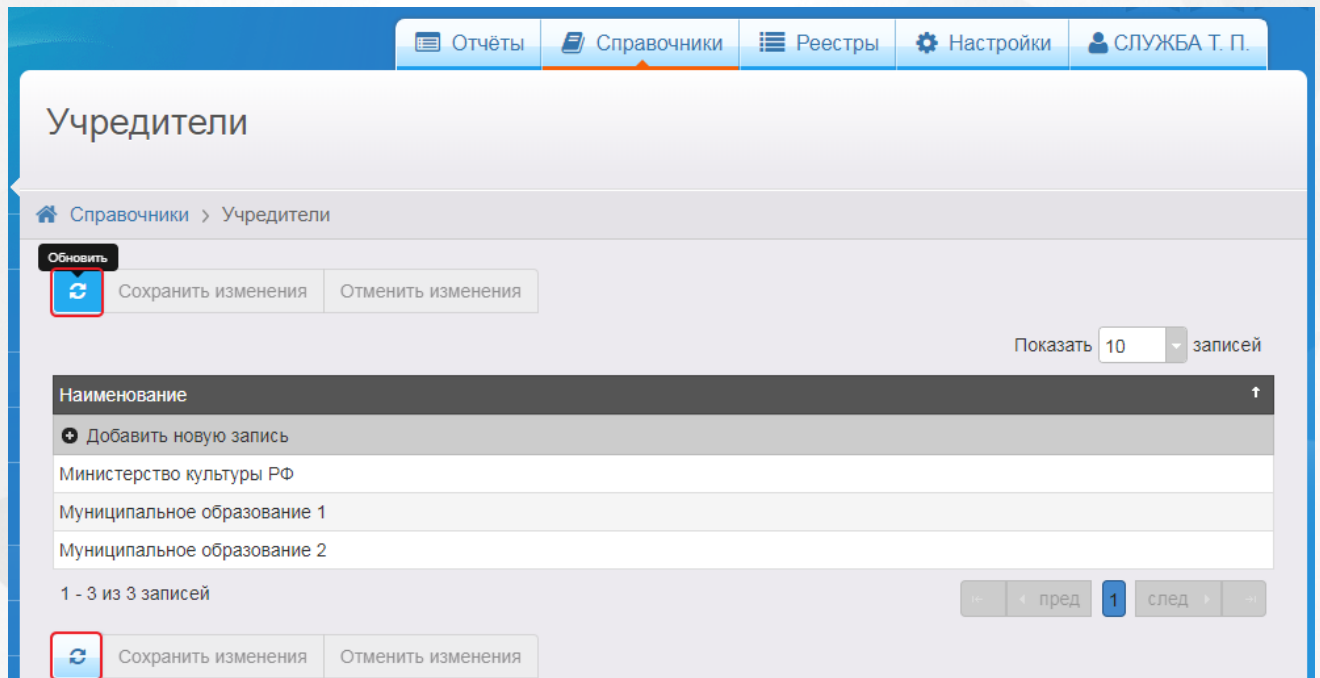 Отчёты Справочники Реестры Настройки СЛУЖБА Т. П.
Учредители
Справочники > Учредители
Обновить
Сохранить изменения Отменить изменения
Показать 10 записей
Наименование
Добавить новую запись
Министерство культуры РФ
Муниципальное образование 1
Муниципальное образование 2
1 - 3 из 3 записей пред 1 след
Сохранить изменения Отменить изменения